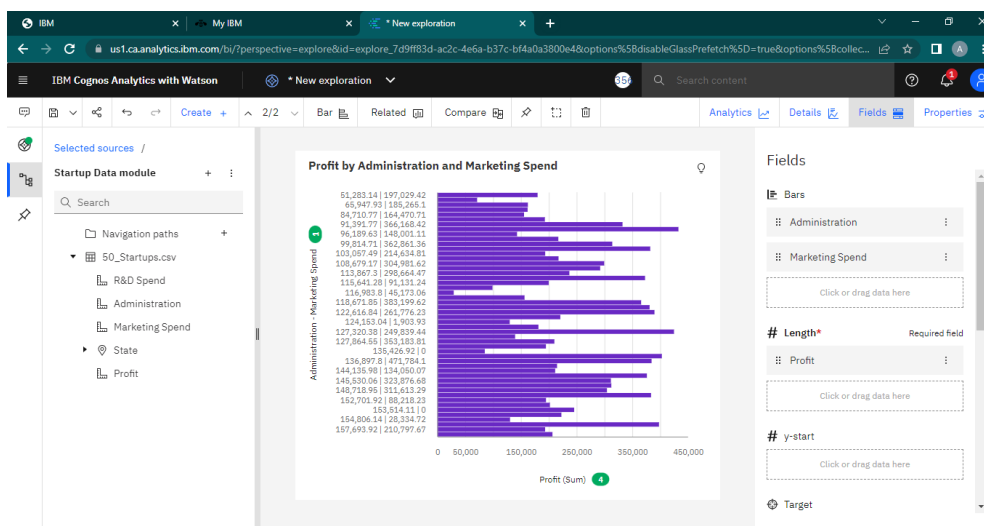 IBM
My IBM
* New exploration
us1.ca.analytics.ibm.com/bi/?perspective=explore&id=explore_7d9ff83d-ac2c-4e6a-b37c-bf4a0a3800e4&options%5BdisableGlassPrefetch%5D=true&options%5Bcollec...
A
IBM Cognos Analytics with Watson
* New exploration
Search content
1
Create +
2/2
Bar
Related
Compare
Analytics
Details
Fields
Properties
Selected sources /
Startup Data module
Search
Navigation paths
50_Startups.csv
R&D Spend
Administration
Marketing Spend
State
Profit
Profit by Administration and Marketing Spend
Administration - Marketing Spend 1
51,283.14 | 197,029.42
65,947.93 | 185,265.1
84,710.77 | 164,470.71
91,391.77 | 366,168.42
96,189.63 | 148,001.11
99,814.71 | 362,861.36
103,057.49 | 214,634.81
108,679.17 | 304,981.62
113,867.3 | 298,664.47
115,641.28 | 91,131.24
116,983.8 | 45,173.06
118,671.85 | 383,199.62
122,616.84 | 261,776.23
124,153.04 | 1,903.93
127,320.38 | 249,839.44
127,864.55 | 353,183.81
135,426.92 | 0
136,897.8 | 471,784.1
144,135.98 | 134,050.07
145,530.06 | 323,876.68
148,718.95 | 311,613.29
152,701.92 | 88,218.23
153,514.11 | 0
154,806.14 | 28,334.72
157,693.92 | 210,797.67
0 50,000 150,000 250,000 350,000 450,000
Profit (Sum) 4
Fields
Bars
Administration
Marketing Spend
Click or drag data here
# Length* Required field
Profit
Click or drag data here
# y-start
Click or drag data here
Target